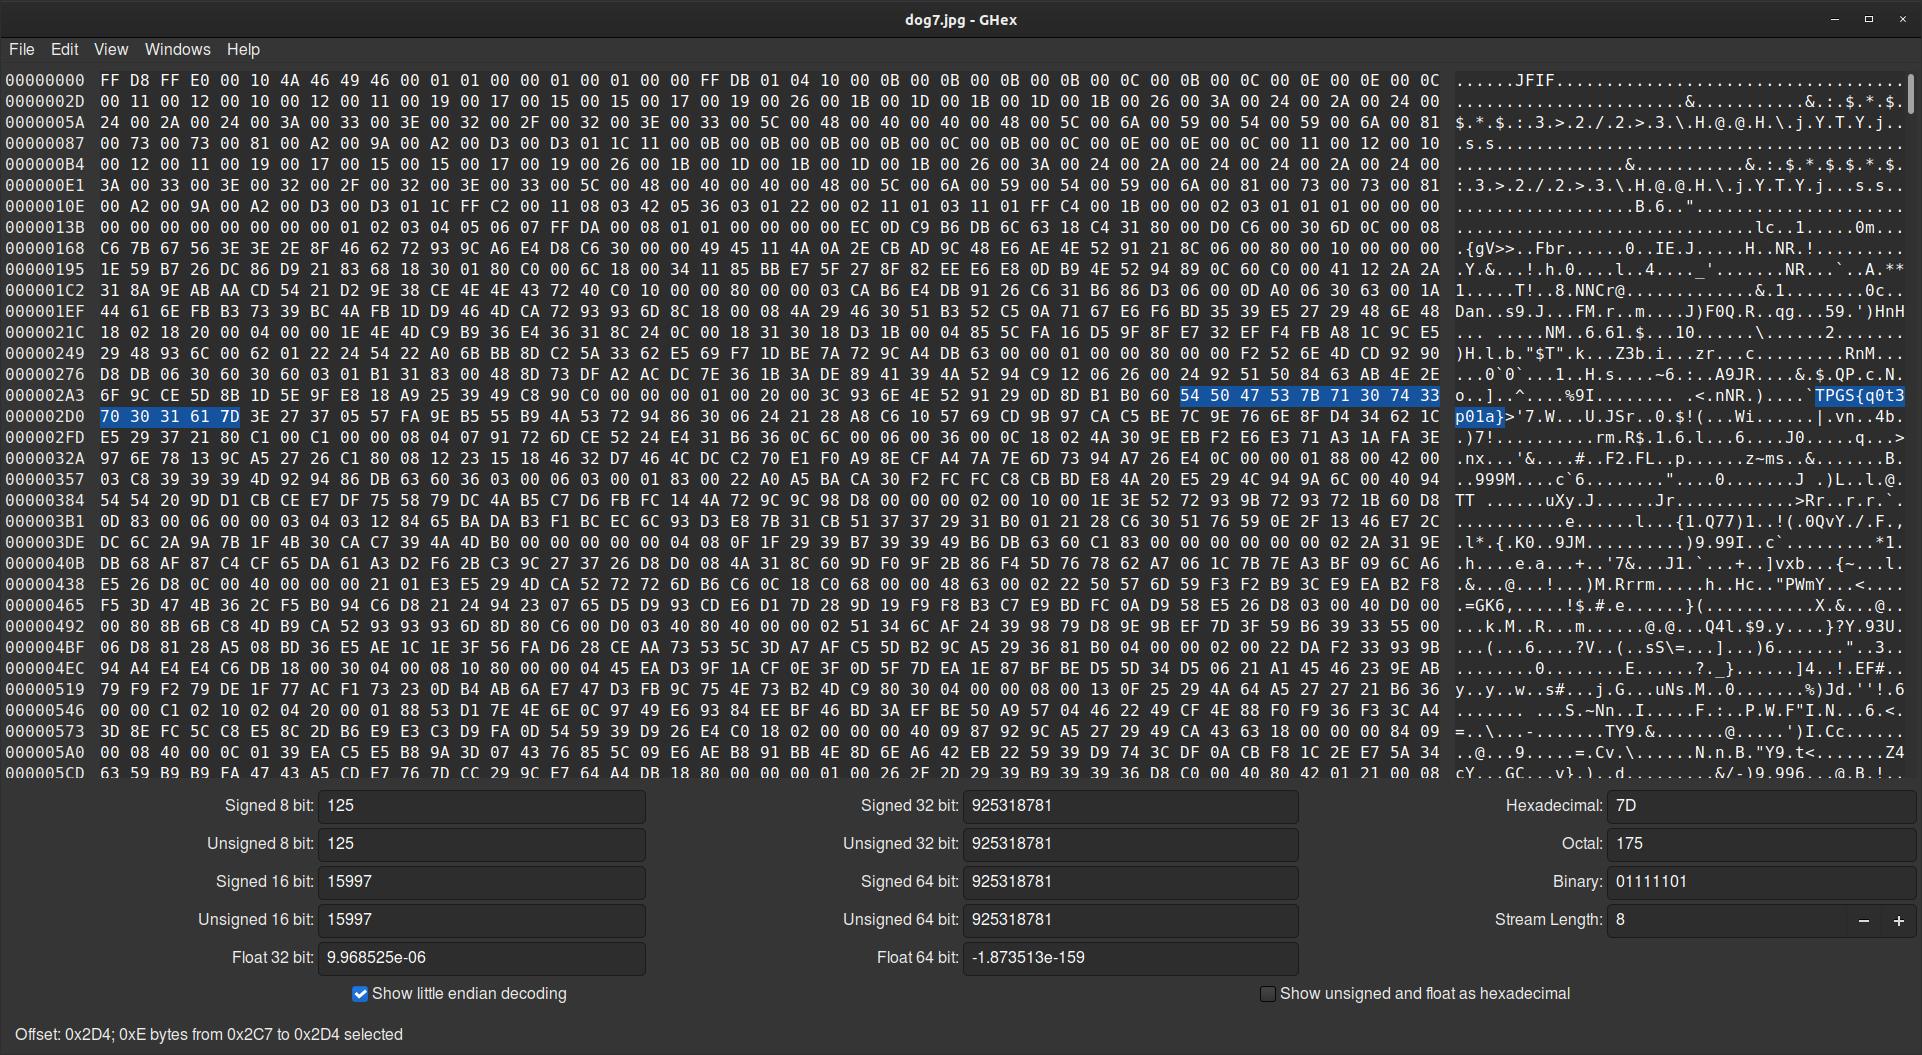 dog7.jpg - GHex
File Edit View Windows Help
00000000 FF D8 FF E0 00 10 4A 46 49 46 00 01 01 00 00 01 00 01 00 00 FF DB 01 04 10 00 0B 00 0B 00 0B 00 0B 00 0C 00 0B 00 0C 00 0E 00 0E 00 0C ......JFIF...................................
0000002D 00 11 00 12 00 10 00 12 00 11 00 19 00 17 00 15 00 15 00 17 00 19 00 26 00 1B 00 1D 00 1B 00 1D 00 1B 00 26 00 3A 00 24 00 2A 00 24 00 .......................&...........&.:.$.*.$.
0000005A 24 00 2A 00 24 00 3A 00 33 00 3E 00 32 00 2F 00 32 00 3E 00 33 00 5C 00 48 00 40 00 40 00 48 00 5C 00 6A 00 59 00 54 00 59 00 6A 00 81 $.*.$.:.3.>.2./.2.>.3.\.H.@.@.H.\.j.Y.T.Y.j..
00000087 00 73 00 73 00 81 00 A2 00 9A 00 A2 00 D3 00 D3 01 1C 11 00 0B 00 0B 00 0B 00 0B 00 0C 00 0B 00 0C 00 0E 00 0E 00 0C 00 11 00 12 00 10 .s.s.........................................
000000B4 00 12 00 11 00 19 00 17 00 15 00 15 00 17 00 19 00 26 00 1B 00 1D 00 1B 00 1D 00 1B 00 26 00 3A 00 24 00 2A 00 24 00 24 00 2A 00 24 00 .................&...........&.:.$.*.$.$.*.$.
000000E1 3A 00 33 00 3E 00 32 00 2F 00 32 00 3E 00 33 00 5C 00 48 00 40 00 40 00 48 00 5C 00 6A 00 59 00 54 00 59 00 6A 00 81 00 73 00 73 00 81 :.3.>.2./.2.>.3.\.H.@.@.H.\.j.Y.T.Y.j...s.s..
0000010E 00 A2 00 9A 00 A2 00 D3 00 D3 01 1C FF C2 00 11 08 03 42 05 36 03 01 22 00 02 11 01 03 11 01 FF C4 00 1B 00 00 02 03 01 01 01 00 00 00 ..................B.6..".....................
0000013B 00 00 00 00 00 00 00 00 01 02 03 04 05 06 07 FF DA 00 08 01 01 00 00 00 00 EC 0D C9 B6 DB 6C 63 18 C4 31 80 00 D0 C6 00 30 6D 0C 00 08 ..............................lc..1.....0m...
00000168 C6 7B 67 56 3E 3E 2E 8F 46 62 72 93 9C A6 E4 D8 C6 30 00 00 49 45 11 4A 0A 2E CB AD 9C 48 E6 AE 4E 52 91 21 8C 06 00 80 00 10 00 00 00 .{gV>>..Fbr......0..IE.J.....H..NR.!.........
00000195 1E 59 B7 26 DC 86 D9 21 83 68 18 30 01 80 C0 00 6C 18 00 34 11 85 BB E7 5F 27 8F 82 EE E6 E8 0D B9 4E 52 94 89 0C 60 C0 00 41 12 2A 2A .Y.&...!.h.0....l..4...._'.......NR...`..A.**
000001C2 31 8A 9E AB AA CD 54 21 D2 9E 38 CE 4E 4E 43 72 40 C0 10 00 00 80 00 00 03 CA B6 E4 DB 91 26 C6 31 B6 86 D3 06 00 0D A0 06 30 63 00 1A 1.....T!..8.NNCr@.............&.1........0c..
000001EF 44 61 6E FB B3 73 39 BC 4A FB 1D D9 46 4D CA 72 93 93 6D 8C 18 00 08 4A 29 46 30 51 B3 52 C5 0A 71 67 E6 F6 BD 35 39 E5 27 29 48 6E 48 Dan..s9.J...FM.r..m....J)F0Q.R..qg...59.')HnH
0000021C 18 02 18 20 00 04 00 00 1E 4E 4D C9 B9 36 E4 36 31 8C 24 0C 00 18 31 30 18 D3 1B 00 04 85 5C FA 16 D5 9F 8F E7 32 EF F4 FB A8 1C 9C E5 ... .....NM..6.61.$...10.......\.......2.......
00000249 29 48 93 6C 00 62 01 22 24 54 22 A0 6B BB 8D C2 5A 33 62 E5 69 F7 1D BE 7A 72 9C A4 DB 63 00 00 01 00 00 80 00 00 F2 52 6E 4D CD 92 90 )H.l.b."$T".k...Z3b.i...zr...c.........RnM...
00000276 D8 DB 06 30 60 30 60 03 01 B1 31 83 00 48 8D 73 DF A2 AC DC 7E 36 1B 3A DE 89 41 39 4A 52 94 C9 12 06 26 00 24 92 51 50 84 63 AB 4E 2E ...0`0`...1..H.s....~6.:..A9JR....&.$.QP.c.N.
000002A3 6F 9C CE 5D 8B 1D 5E 9F E8 18 A9 25 39 49 C8 90 C0 00 00 01 00 20 00 3C 93 6E 4E 52 91 29 0D 8D B1 B0 60 54 50 47 53 7B 71 30 74 33 o..]..^....%9I....... .<.nNR.)....`TPGS{q0t3
000002D0 70 30 31 61 7D 3E 27 37 05 57 FA 9E B5 55 B9 4A 53 72 94 86 30 06 24 21 28 A8 C6 10 57 69 CD 9B 97 CA C5 BE 7C 9E 76 6E 8F D4 34 62 1C p01a}>'7.W...U.JSr..0.$!(...Wi......|.vn..4b.
000002FD E5 29 37 21 80 C1 00 C1 00 00 08 04 07 91 72 6D CE 52 24 E4 31 B6 36 0C 6C 00 06 00 36 00 0C 18 02 4A 30 9E EB F2 E6 E3 71 A3 1A FA 3E .)7!..........rm.R$.1.6.l...6....J0.....q...>
0000032A 97 6E 78 13 9C A5 27 26 C1 80 08 12 23 15 18 46 32 D7 46 4C DC C2 70 E1 F0 A9 8E CF A4 7A 7E 6D 73 94 A7 26 E4 0C 00 00 01 88 00 42 00 .nx...'&....#..F2.FL..p......z~ms..&.......B.
00000357 03 C8 39 39 39 4D 92 94 86 DB 63 60 36 03 00 06 03 00 01 83 00 22 A0 A5 BA CA 30 F2 FC FC C8 CB BD E8 4A 20 E5 29 4C 94 9A 6C 00 40 94 ..999M....c`6........"....0........J .)L..l.@.
00000384 54 54 20 9D D1 CB CE E7 DF 75 58 79 DC 4A B5 C7 D6 FB FC 14 4A 72 9C 9C 98 D8 00 00 00 02 00 10 00 1E 3E 52 72 93 9B 72 93 72 1B 60 D8 TT ......uXy.J......Jr............>Rr..r.r.`.
000003B1 0D 83 00 06 00 00 03 04 03 12 84 65 BA DA B3 F1 BC EC 6C 93 D3 E8 7B 31 CB 51 37 37 29 31 B0 01 21 28 C6 30 51 76 59 0E 2F 13 46 E7 2C ...........e......l...{1.Q77)1..!(.0QvY./.F.,
000003DE DC 6C 2A 9A 7B 1F 4B 30 CA C7 39 4A 4D B0 00 00 00 00 00 04 08 0F 1F 29 39 B7 39 39 49 B6 DB 63 60 C1 83 00 00 00 00 00 02 2A 31 9E .l*.{.K0..9JM..........)9.99I..c`.........*1.
0000040B DB 68 AF 87 C4 CF 65 DA 61 A3 D2 F6 2B C3 9C 27 37 26 D8 D0 08 4A 31 8C 60 9D F0 9F 2B 86 F4 5D 76 78 62 A7 06 1C 7B 7E A3 BF 09 6C A6 .h....e.a...+..'7&...J1.`...+..]vxb...{~...l.
00000438 E5 26 D8 0C 00 40 00 00 00 21 01 E3 E5 29 4D CA 52 72 72 6D B6 C6 0C 18 C0 68 00 00 48 63 00 02 22 50 57 6D 59 F3 F2 B9 3C E9 EA B2 F8 .&...@...!...)M.Rrrm.....h..Hc.."PWmY...<....
00000465 F5 3D 47 4B 36 2C F5 B0 94 C6 D8 21 24 94 23 07 65 D5 D9 93 CD E6 D1 7D 28 9D 19 F9 F8 B3 C7 E9 BD FC 0A D9 58 E5 26 D8 03 00 40 D0 00 .=GK6,.....!$.#.e......}(...........X.&...@..
00000492 00 80 8B 6B C8 4D B9 CA 52 93 93 93 6D 8D 80 C6 00 D0 03 40 80 40 00 00 02 51 34 6C AF 24 39 98 79 D8 9E 9B EF 7D 3F 59 B6 39 33 55 00 ...k.M..R...m......@.@...Q4l.$9.y....}?Y.93U.
000004BF 06 D8 81 28 A5 08 BD 36 E5 AE 1C 1E 3F 56 FA D6 28 CE AA 73 53 5C 3D A7 AF C5 5D B2 9C A5 29 36 81 B0 04 00 00 02 00 22 DA F2 33 93 9B ...(...6....?V..(..sS\=...]...)6......."..3..
000004EC 94 A4 E4 E4 C6 DB 18 00 30 04 00 08 10 80 00 00 04 45 EA D3 9F 1A CF 0E 3F 0D 5F 7D EA 1E 87 BF BE D5 5D 34 D5 06 21 A1 45 46 23 9E AB ........0........E.....?._}......]4..!.EF#..
00000519 79 F9 F2 79 DE 1F 77 AC F1 73 23 0D B4 AB 6A E7 47 D3 FB 9C 75 4E 73 B2 4D C9 80 30 04 00 00 08 00 13 0F 25 29 4A 64 A5 27 27 21 B6 36 y..y..w..s#...j.G...uNs.M..0.......%)Jd.''!.6
00000546 00 00 C1 02 10 02 04 20 00 01 88 53 D1 7E 4E 6E 0C 97 49 E6 93 84 EE BF 46 BD 3A EF BE 50 A9 57 04 46 22 49 CF 4E 88 F0 F9 36 F3 3C A4 ....... ...S.~Nn..I.....F.:..P.W.F"I.N...6.<.
00000573 3D 8E FC 5C C8 E5 8C 2D B6 E9 E3 C3 D9 FA 0D 54 59 39 D9 26 E4 C0 18 02 00 00 00 40 09 87 92 9C A5 27 29 49 CA 43 63 18 00 00 00 84 09 =..\...-.......TY9.&.......@.....')I.Cc......
000005A0 00 08 40 00 0C 01 39 EA C5 E5 B8 9A 3D 07 43 76 85 5C 09 E6 AE B8 91 BB 4E 8D 6E A6 42 EB 22 59 39 D9 74 3C DF 0A CB F8 1C 2E E7 5A 34 ..@...9.....=.Cv.\......N.n.B."Y9.t<.......Z4
000005CD 63 59 B9 B9 FA 47 43 A5 CD E7 76 7D CC 29 9C E7 64 A4 DB 18 80 00 00 00 01 00 26 2F 2D 29 39 B9 39 39 36 D8 C0 00 40 80 42 01 21 00 08 cY...GC...v}.)..d.........&/-)9.996...@.B.!..
Signed 8 bit: 125 Signed 32 bit: 925318781 Hexadecimal: 7D
Unsigned 8 bit: 125 Unsigned 32 bit: 925318781 Octal: 175
Signed 16 bit: 15997 Signed 64 bit: 925318781 Binary: 01111101
Unsigned 16 bit: 15997 Unsigned 64 bit: 925318781 Stream Length: 8 − +
Float 32 bit: 9.968525e-06 Float 64 bit: -1.873513e-159
Show little endian decoding Show unsigned and float as hexadecimal
Offset: 0x2D4; 0xE bytes from 0x2C7 to 0x2D4 selected